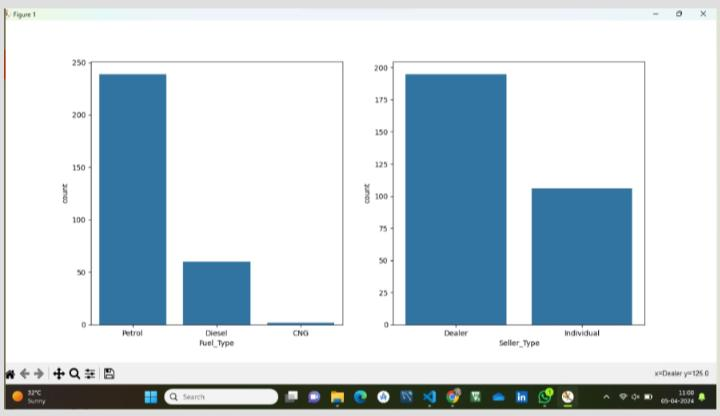 Figure 1
250
200
150
100
50
0
count
Petrol
Diesel
CNG
Fuel_Type
200
175
150
125
100
75
50
25
0
count
Dealer
Individual
Seller_Type
x=Dealer y=125.0
32°C
Sunny
Search
11:00
05-04-2024